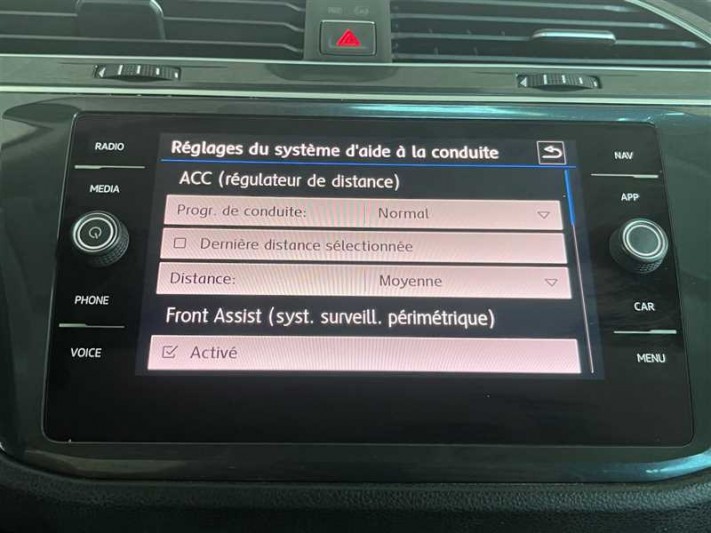 RADIO
MEDIA
PHONE
VOICE
Réglages du système d'aide à la conduite
ACC (régulateur de distance)
Progr. de conduite: Normal
Dernière distance sélectionnée
Distance: Moyenne
Front Assist (syst. surveill. périmétrique)
Activé
NAV
APP
CAR
MENU